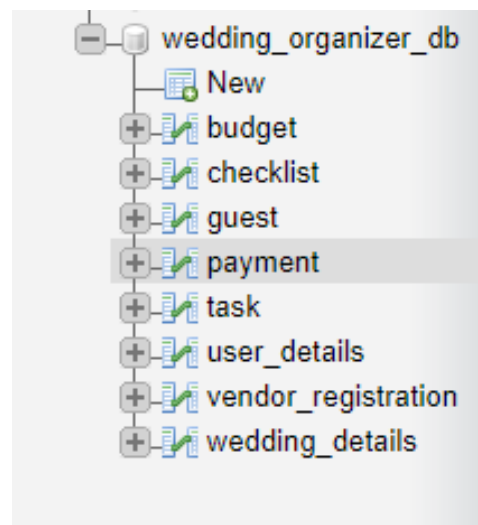 wedding_organizer_db
New
budget
checklist
guest
payment
task
user_details
vendor_registration
wedding_details